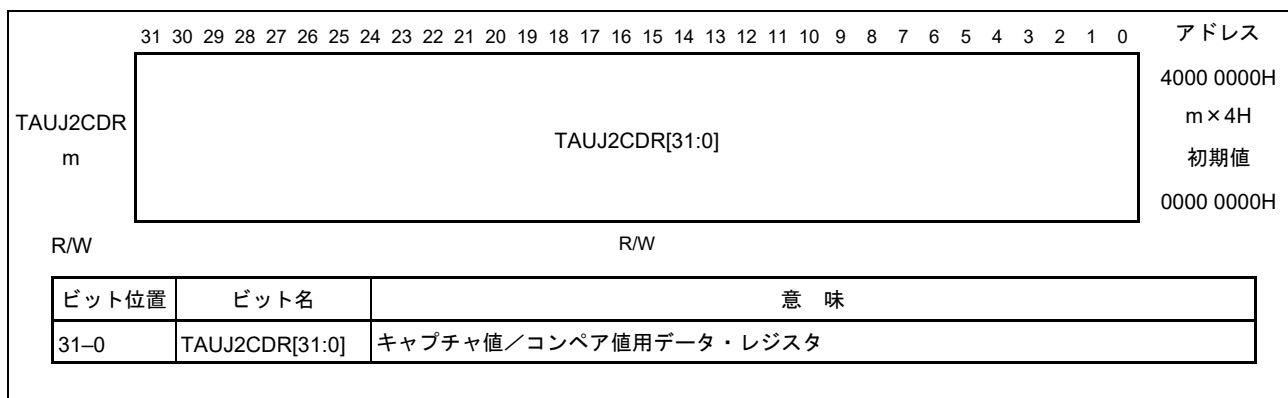 31 30 29 28 27 26 25 24 23 22 21 20 19 18 17 16 15 14 13 12 11 10 9 8 7 6 5 4 3 2 1 0 アドレス
4000 0000H
TAUJ2CDR
m
TAUJ2CDR[31:0]
m×4H
初期値
0000 0000H
R/W R/W
ビット位置 ビット名 意 味
31–0 TAUJ2CDR[31:0] キャプチャ値／コンペア値用データ・レジスタ